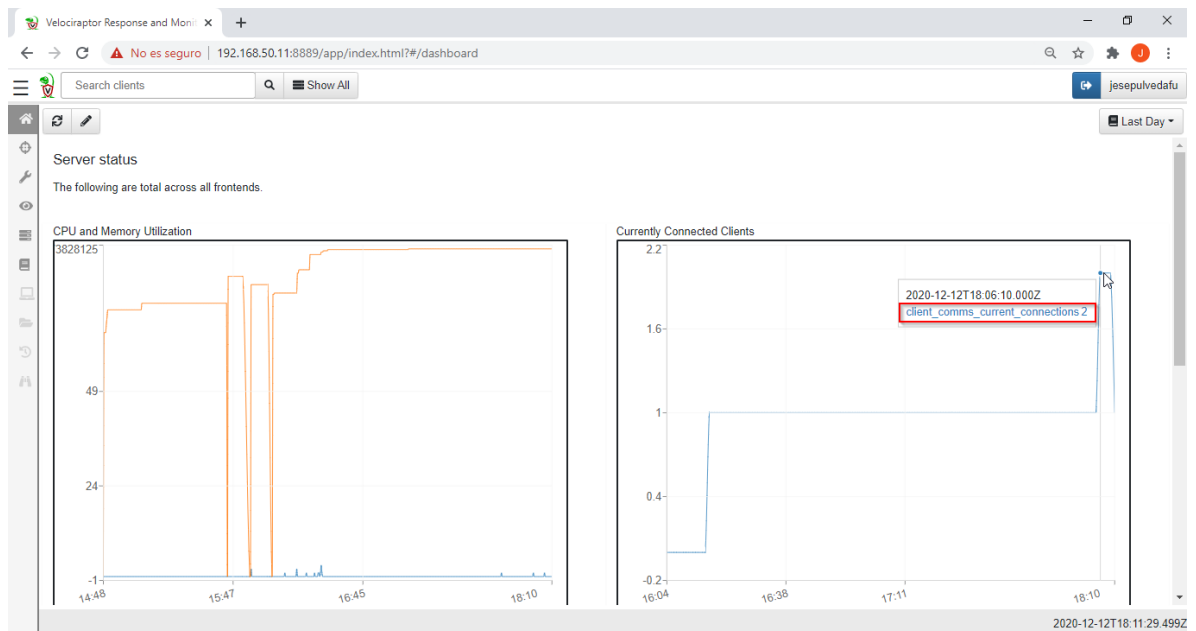 Velociraptor Response and Moni
No es seguro | 192.168.50.11:8889/app/index.html?#/dashboard
J
Search clients
Show All
jesepulvedafu
Last Day
Server status
The following are total across all frontends.
CPU and Memory Utilization
3828125
49
24
-1
14:48
15:47
16:45
18:10
Currently Connected Clients
2.2
1.6
1
0.4
-0.2
16:04
16:38
17:11
18:10
2020-12-12T18:06:10.000Z
client_comms_current_connections 2
2020-12-12T18:11:29.499Z